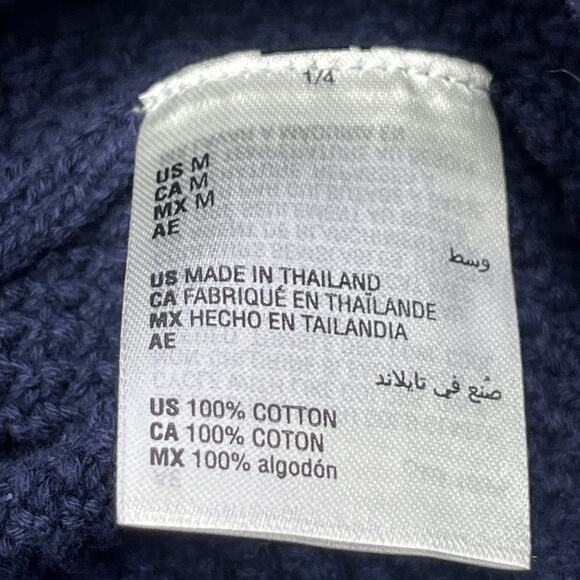 1/4
US M
CA M
MX M
AE
وسط
US MADE IN THAILAND
CA FABRIQUÉ EN THAÏLANDE
MX HECHO EN TAILANDIA
AE
صُنع في تايلاند
US 100% COTTON
CA 100% COTON
MX 100% algodón